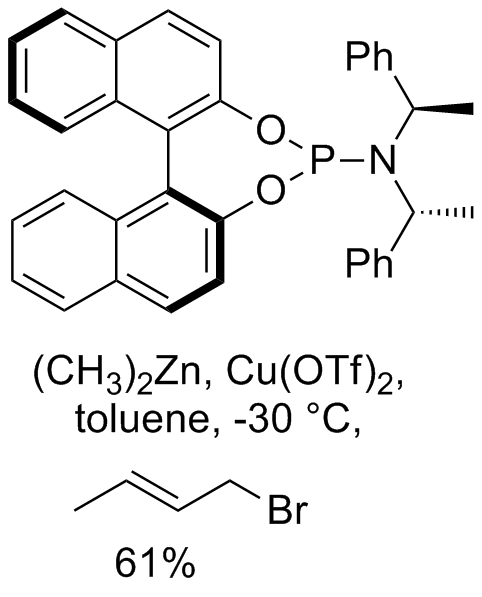 Ph
O
P
N
O
Ph
(CH₃)₂Zn, Cu(OTf)₂,
toluene, -30 °C,
Br
61%